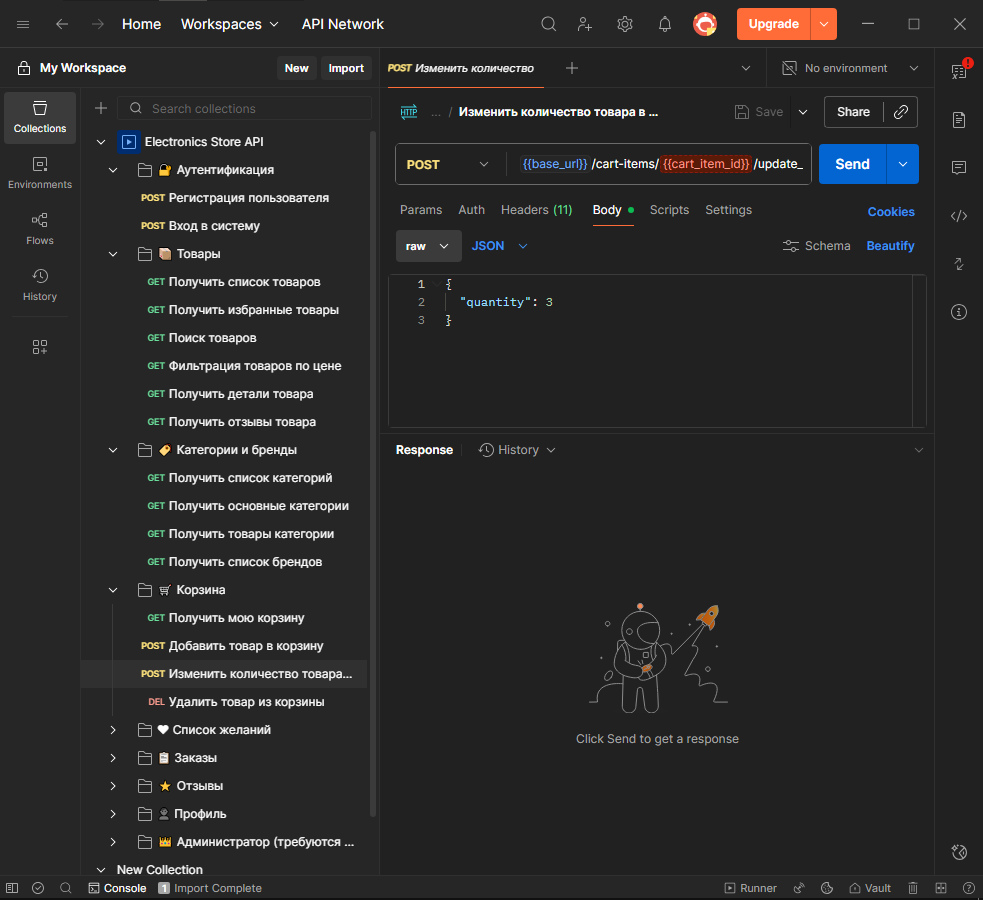 Home Workspaces API Network Upgrade
My Workspace New Import
POST Изменить количество
No environment
Collections
Environments
Flows
History
Search collections
Electronics Store API
Аутентификация
POST Регистрация пользователя
POST Вход в систему
Товары
GET Получить список товаров
GET Получить избранные товары
GET Поиск товаров
GET Фильтрация товаров по цене
GET Получить детали товара
GET Получить отзывы товара
Категории и бренды
GET Получить список категорий
GET Получить основные категории
GET Получить товары категории
GET Получить список брендов
Корзина
GET Получить мою корзину
POST Добавить товар в корзину
POST Изменить количество товара...
DEL Удалить товар из корзины
Список желаний
Заказы
Отзывы
Профиль
Администратор (требуются ...
New Collection
HTTP ... / Изменить количество товара в ... Save Share
POST {{base_url}}/cart-items/{{cart_item_id}}/update_ Send
Params Auth Headers (11) Body Scripts Settings Cookies
raw JSON Schema Beautify
1 {
2 "quantity": 3
3 }
Response History
Click Send to get a response
Console 1 Import Complete Runner Vault